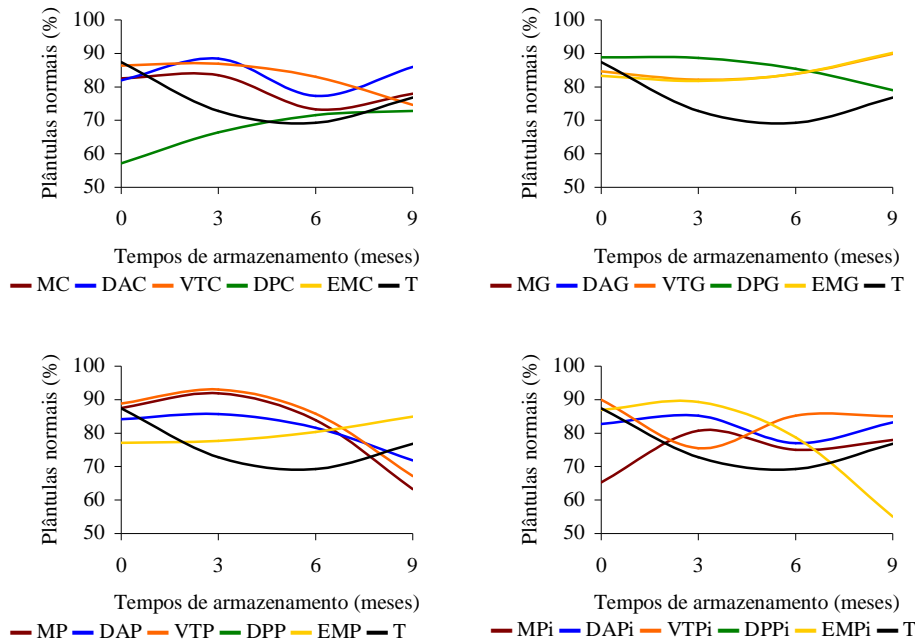 Plântulas normais (%)
100
90
80
70
60
50
0 3 6 9
Tempos de armazenamento (meses)
MC DAC VTC DPC EMC T
Plântulas normais (%)
100
90
80
70
60
50
0 3 6 9
Tempos de armazenamento (meses)
MG DAG VTG DPG EMG T
Plântulas normais (%)
100
90
80
70
60
50
0 3 6 9
Tempos de armazenamento (meses)
MP DAP VTP DPP EMP T
Plântulas normais (%)
100
90
80
70
60
50
0 3 6 9
Tempos de armazenamento (meses)
MPi DAPi VTPi DPPi EMPi T